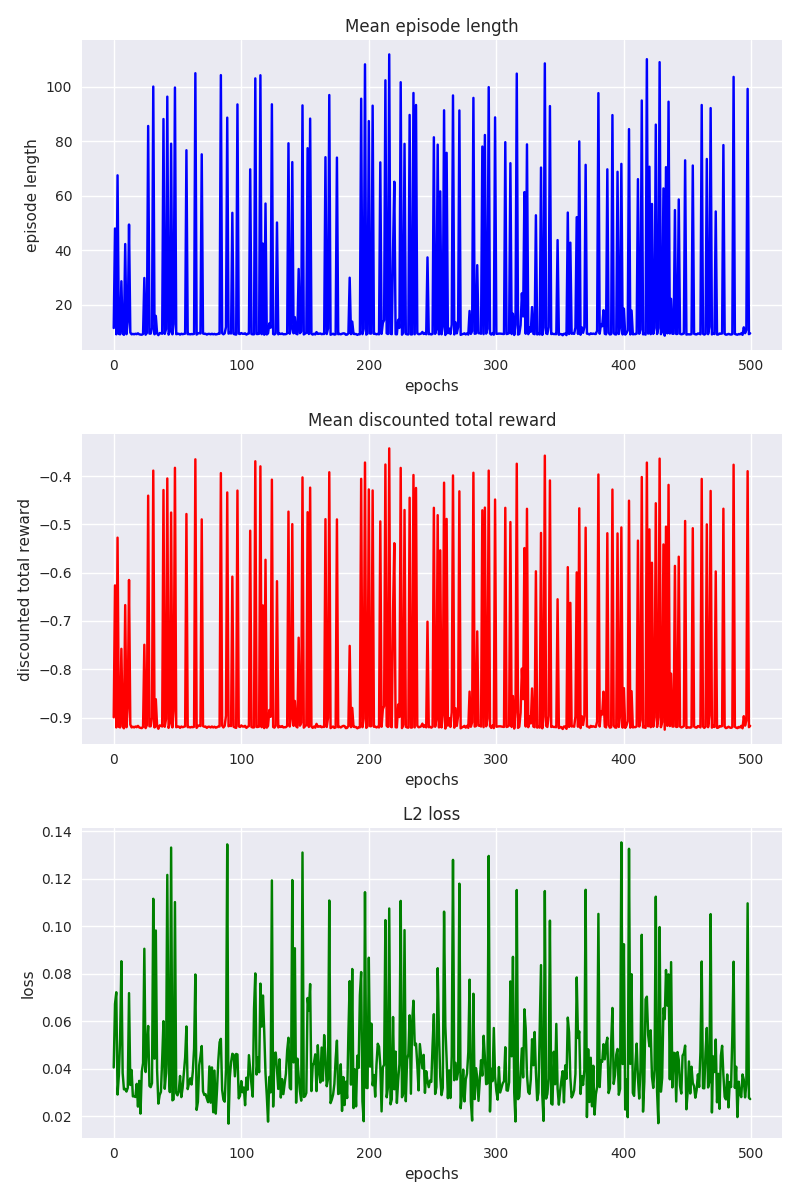 Mean episode length
100
80
60
40
20
episode length
0 100 200 300 400 500
epochs
Mean discounted total reward
−0.4
−0.5
−0.6
−0.7
−0.8
−0.9
discounted total reward
0 100 200 300 400 500
epochs
L2 loss
0.14
0.12
0.10
0.08
0.06
0.04
0.02
loss
0 100 200 300 400 500
epochs